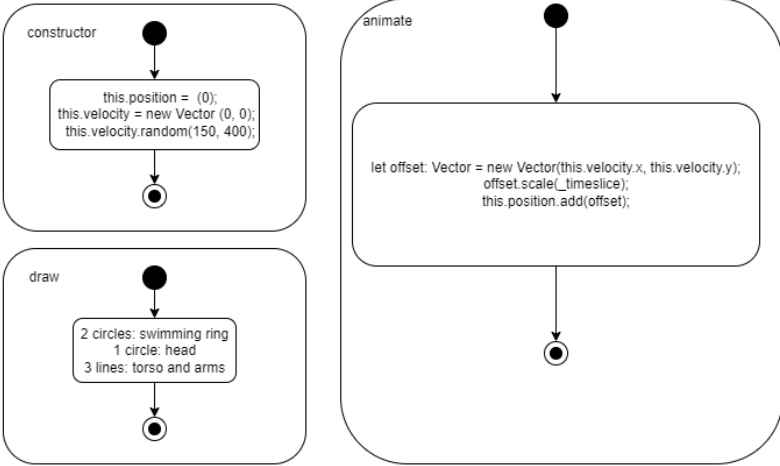 constructor
this.position =  (0);
this.velocity = new Vector (0, 0);
this.velocity.random(150, 400);
draw
2 circles: swimming ring
1 circle: head
3 lines: torso and arms
animate
let offset: Vector = new Vector(this.velocity.x, this.velocity.y);
offset.scale(_timeslice);
this.position.add(offset);